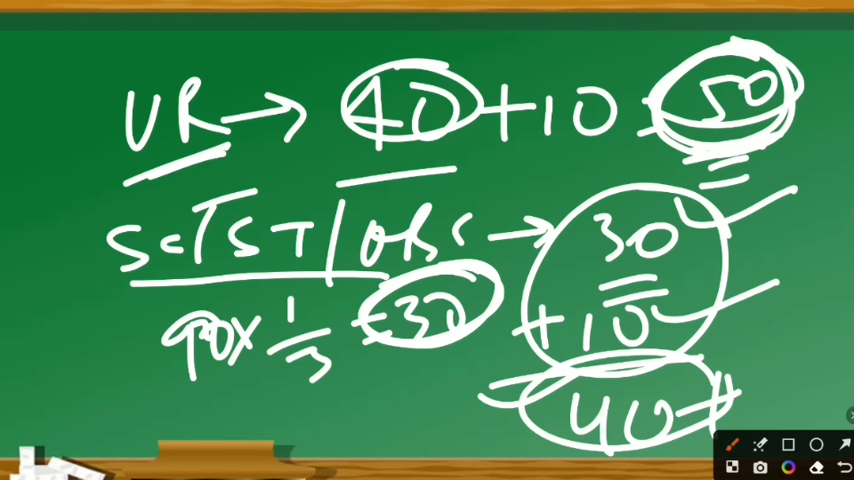 UR → 40 + 10 = 50
SC/ST/OBC → 30
+10
90 x 1/3 = 30
40